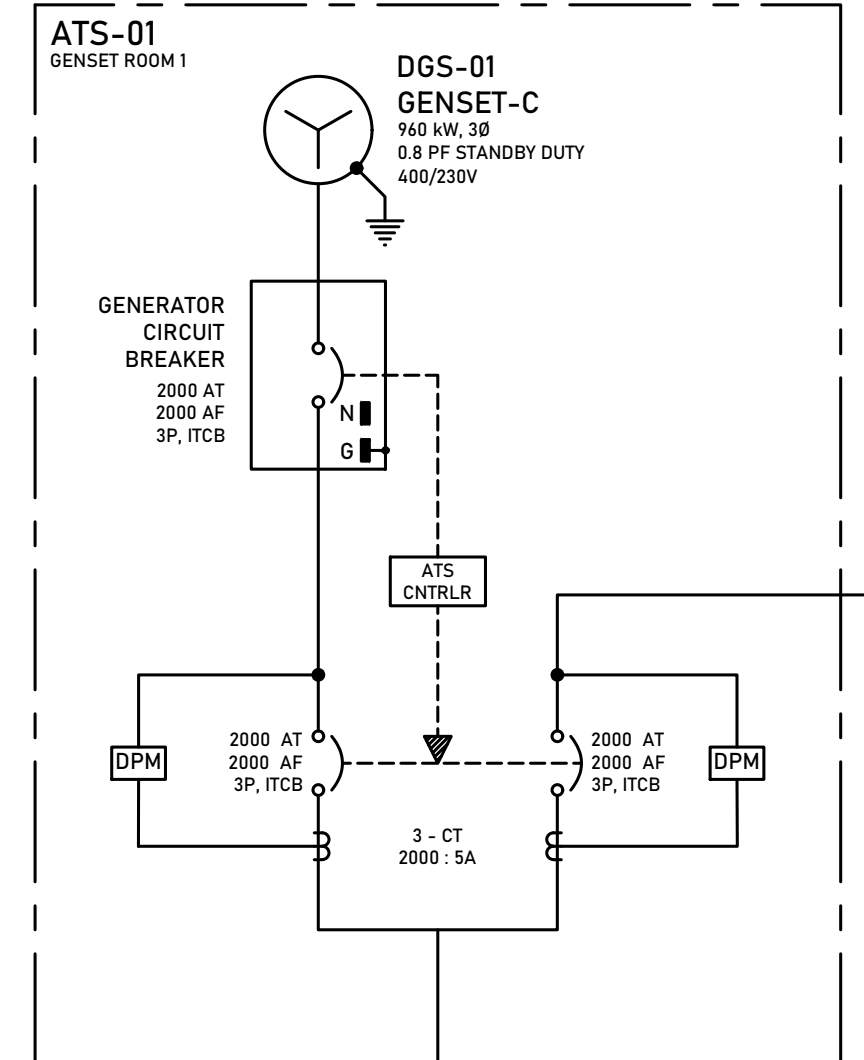 ATS-01
GENSET ROOM 1
DGS-01
GENSET-C
960 kW, 3Ø
0.8 PF STANDBY DUTY
400/230V
GENERATOR
CIRCUIT
BREAKER
2000 AT
2000 AF
3P, ITCB
N
G
ATS
CNTRLR
DPM
2000 AT
2000 AF
3P, ITCB
2000 AT
2000 AF
3P, ITCB
DPM
3 - CT
2000 : 5A